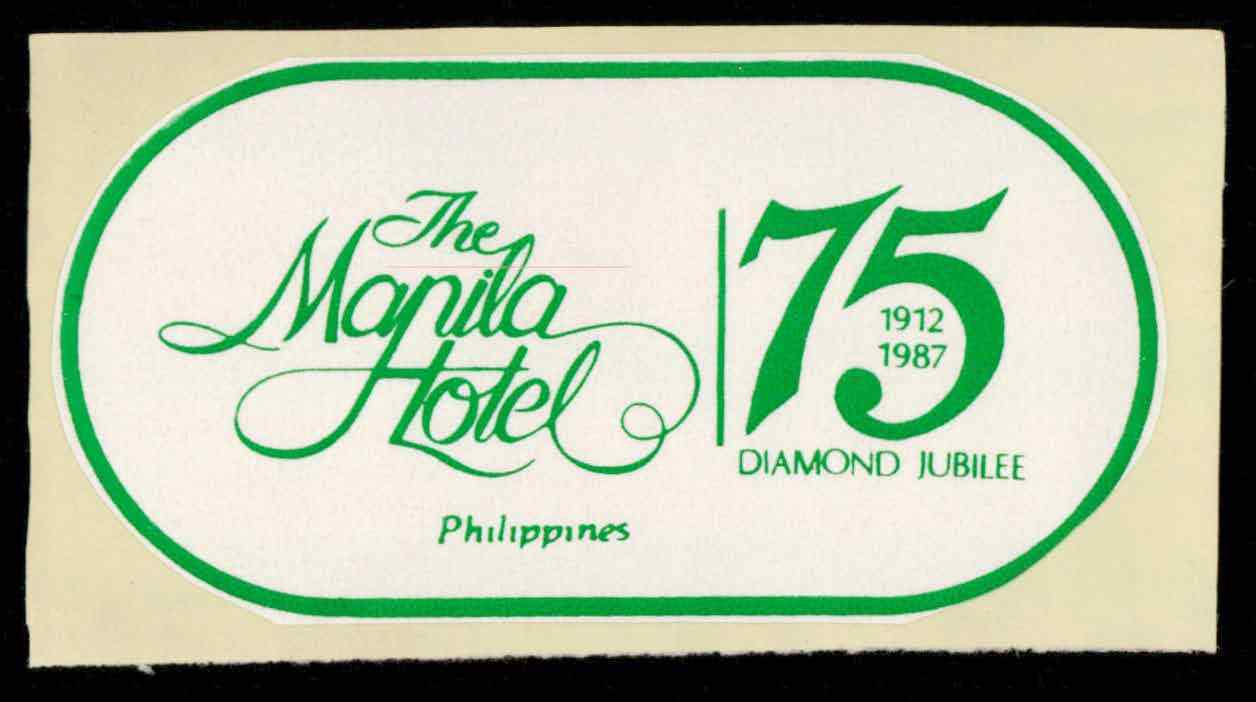 The
Manila
Hotel
Philippines
75
1912
1987
DIAMOND JUBILEE